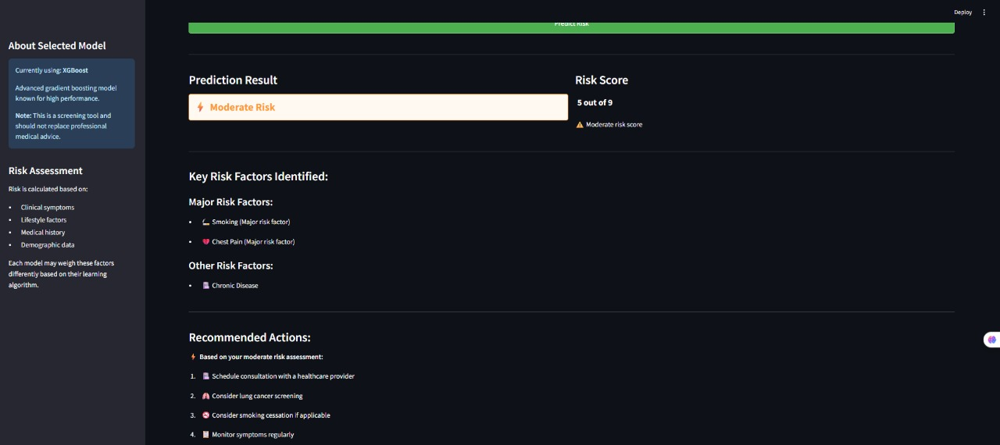 Deploy
About Selected Model
Currently using: XGBoost
Advanced gradient boosting model
known for high performance.
Note: This is a screening tool and
should not replace professional
medical advice.
Risk Assessment
Risk is calculated based on:
• Clinical symptoms
• Lifestyle factors
• Medical history
• Demographic data
Each model may weigh these factors
differently based on their learning
algorithm.
Predict Risk
Prediction Result
Moderate Risk
Risk Score
5 out of 9
Moderate risk score
Key Risk Factors Identified:
Major Risk Factors:
• Smoking (Major risk factor)
• Chest Pain (Major risk factor)
Other Risk Factors:
• Chronic Disease
Recommended Actions:
Based on your moderate risk assessment:
1. Schedule consultation with a healthcare provider
2. Consider lung cancer screening
3. Consider smoking cessation if applicable
4. Monitor symptoms regularly